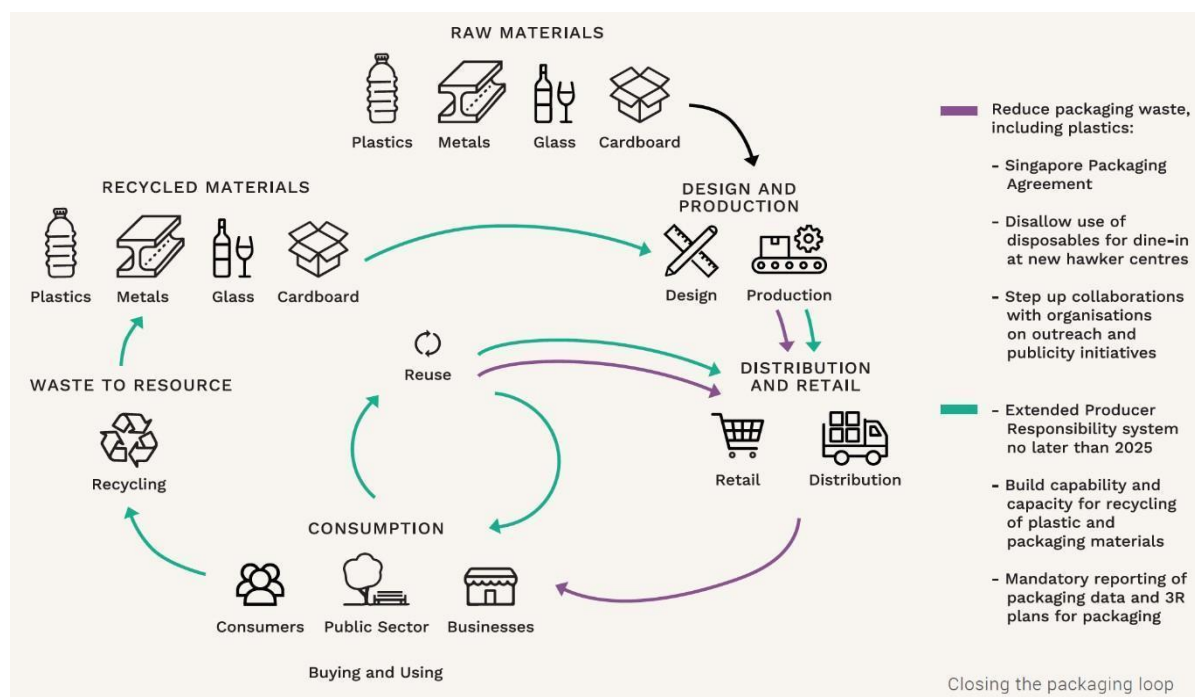 RAW MATERIALS
Plastics
Metals
Glass
Cardboard
RECYCLED MATERIALS
Plastics
Metals
Glass
Cardboard
DESIGN AND
PRODUCTION
Design
Production
Reuse
DISTRIBUTION
AND RETAIL
Retail
Distribution
WASTE TO RESOURCE
Recycling
CONSUMPTION
Consumers
Public Sector
Businesses
Buying and Using
Reduce packaging waste,
including plastics:
- Singapore Packaging
Agreement
- Disallow use of
disposables for dine-in
at new hawker centres
- Step up collaborations
with organisations
on outreach and
publicity initiatives
- Extended Producer
Responsibility system
no later than 2025
- Build capability and
capacity for recycling
of plastic and
packaging materials
- Mandatory reporting of
packaging data and 3R
plans for packaging
Closing the packaging loop